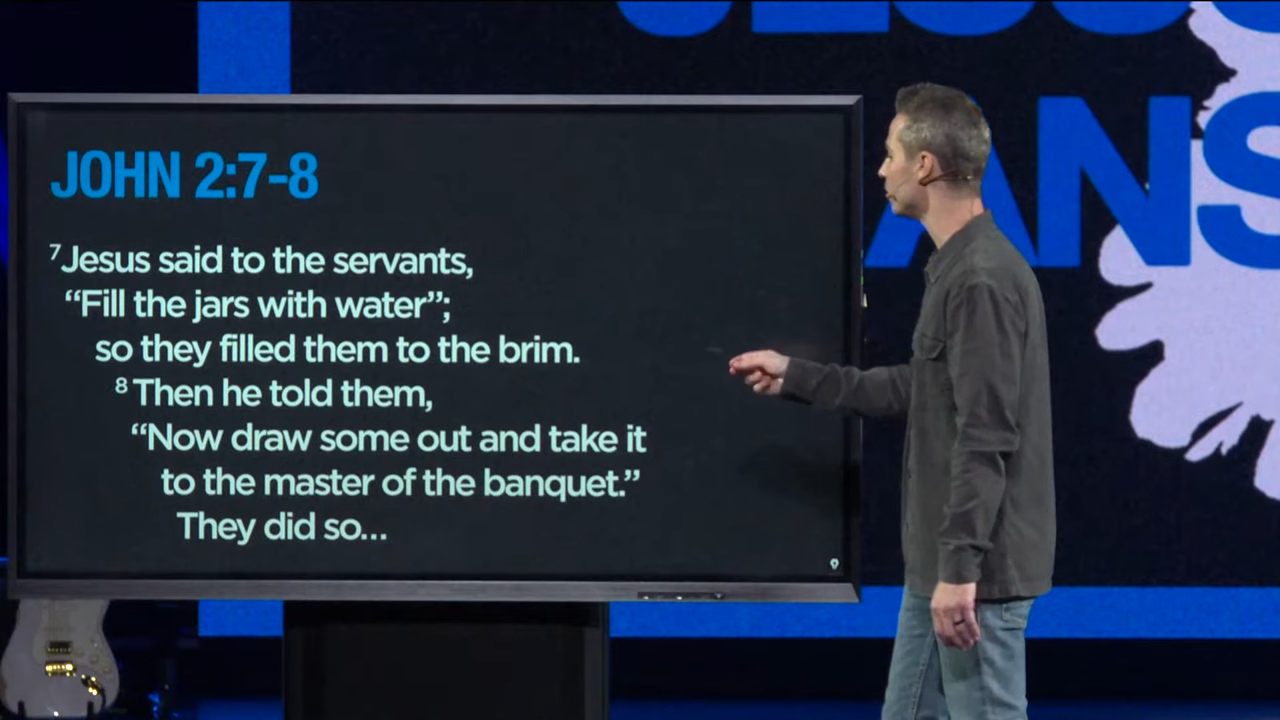 JOHN 2:7-8
⁷Jesus said to the servants,
“Fill the jars with water”;
so they filled them to the brim.
⁸Then he told them,
“Now draw some out and take it
to the master of the banquet.”
They did so...
ANS